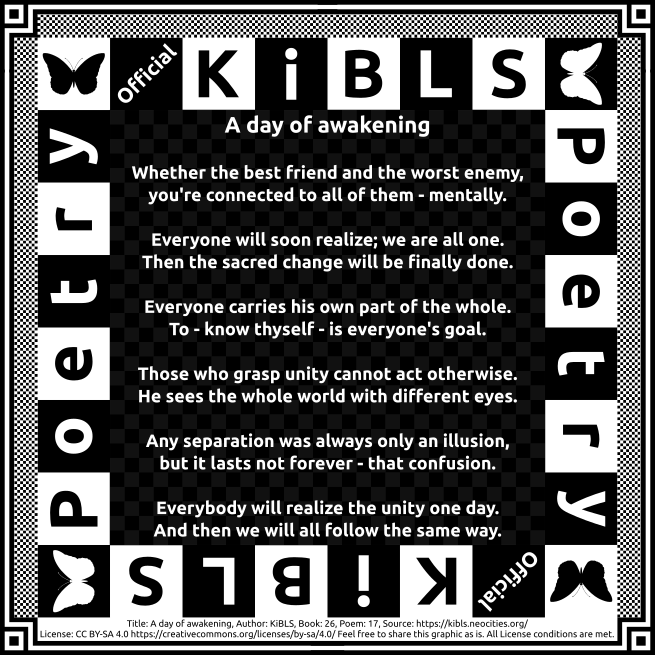 Official KiBLS
Poetry
Poetry
A day of awakening
Whether the best friend and the worst enemy,
you're connected to all of them - mentally.
Everyone will soon realize; we are all one.
Then the sacred change will be finally done.
Everyone carries his own part of the whole.
To - know thyself - is everyone's goal.
Those who grasp unity cannot act otherwise.
He sees the whole world with different eyes.
Any separation was always only an illusion,
but it lasts not forever - that confusion.
Everybody will realize the unity one day.
And then we will all follow the same way.
Official KiBLS
Title: A day of awakening, Author: KiBLS, Book: 26, Poem: 17, Source: https://kibls.neocities.org/
License: CC BY-SA 4.0 https://creativecommons.org/licenses/by-sa/4.0/ Feel free to share this graphic as is. All License conditions are met.